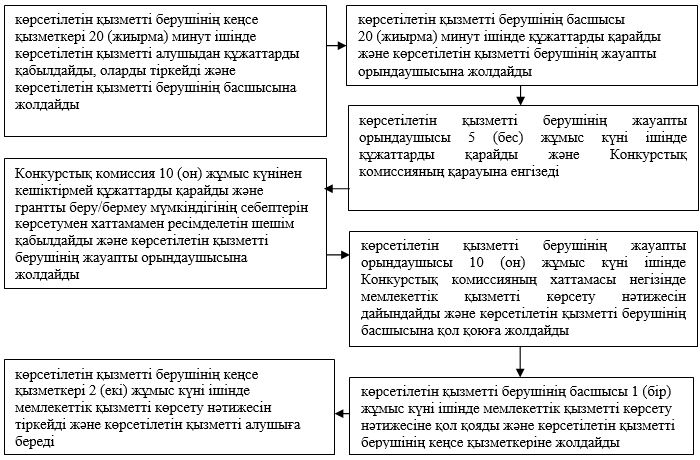 көрсетілетін қызметті берушінің кеңсе
қызметкері 20 (жиырма) минут ішінде
көрсетілетін қызметті алушыдан құжаттарды
қабылдайды, оларды тіркейді және
көрсетілетін қызметті берушінің басшысына
жолдайды
көрсетілетін қызметті берушінің басшысы
20 (жиырма) минут ішінде құжаттарды қарайды
және көрсетілетін қызметті берушінің жауапты
орындаушысына жолдайды
көрсетілетін қызметті берушінің жауапты
орындаушысы 5 (бес) жұмыс күні ішінде
құжаттарды қарайды және Конкурстық
комиссияның қарауына енгізеді
Конкурстық комиссия 10 (он) жұмыс күнінен
кешіктірмей құжаттарды қарайды және
грантты беру/бермеу мүмкіндігінің себептерін
көрсетумен хаттамамен ресімделетін шешім
қабылдайды және көрсетілетін қызметті
берушінің жауапты орындаушысына
жолдайды
көрсетілетін қызметті берушінің жауапты
орындаушысы 10 (он) жұмыс күні ішінде
Конкурстық комиссияның хаттамасы негізінде
мемлекеттік қызметті көрсету нәтижесін
дайындайды және көрсетілетін қызметті берушінің
басшысына қол қоюға жолдайды
көрсетілетін қызметті берушінің басшысы 1 (бір)
жұмыс күні ішінде мемлекеттік қызметті көрсету
нәтижесіне қол қояды және көрсетілетін қызметті
берушінің кеңсе қызметкеріне жолдайды
көрсетілетін қызметті берушінің кеңсе
қызметкері 2 (екі) жұмыс күні ішінде
мемлекеттік қызметті көрсету нәтижесін
тіркейді және көрсетілетін қызметті алушыға
береді